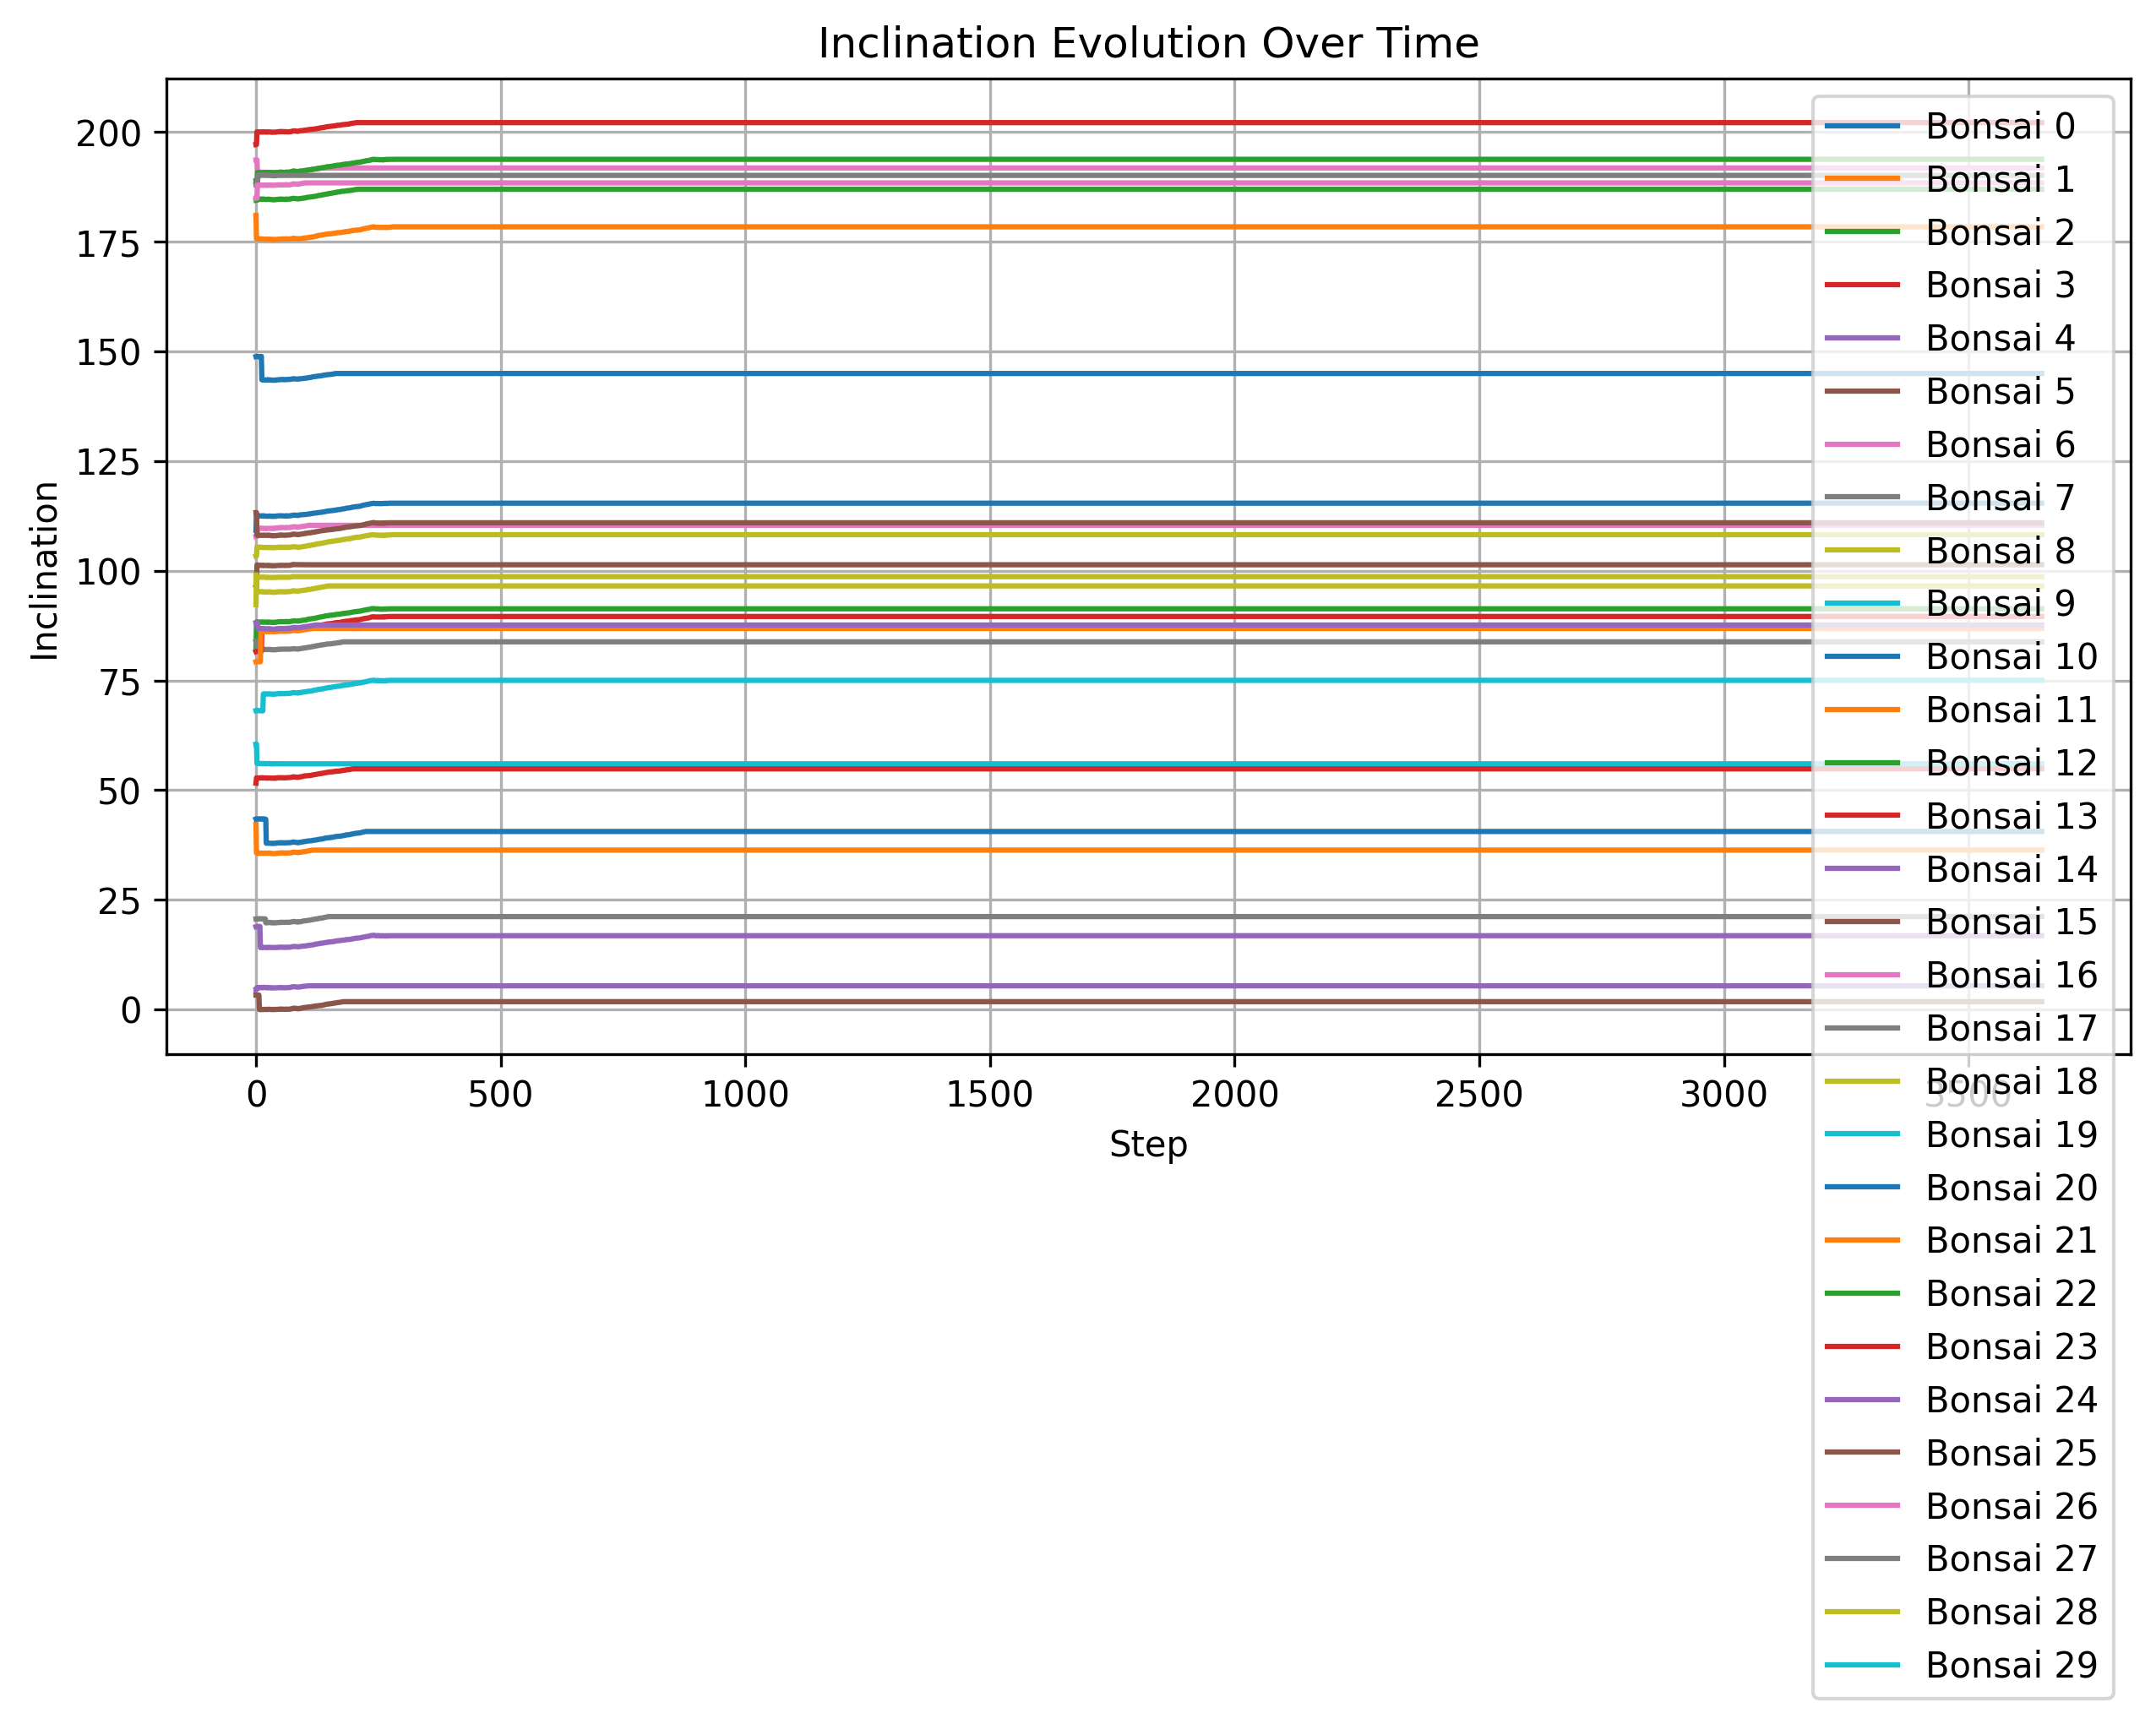 Inclination Evolution Over Time
Inclination
200
175
150
125
100
75
50
25
0
0 500 1000 1500 2000 2500 3000 3500
Step
Bonsai 0
Bonsai 1
Bonsai 2
Bonsai 3
Bonsai 4
Bonsai 5
Bonsai 6
Bonsai 7
Bonsai 8
Bonsai 9
Bonsai 10
Bonsai 11
Bonsai 12
Bonsai 13
Bonsai 14
Bonsai 15
Bonsai 16
Bonsai 17
Bonsai 18
Bonsai 19
Bonsai 20
Bonsai 21
Bonsai 22
Bonsai 23
Bonsai 24
Bonsai 25
Bonsai 26
Bonsai 27
Bonsai 28
Bonsai 29